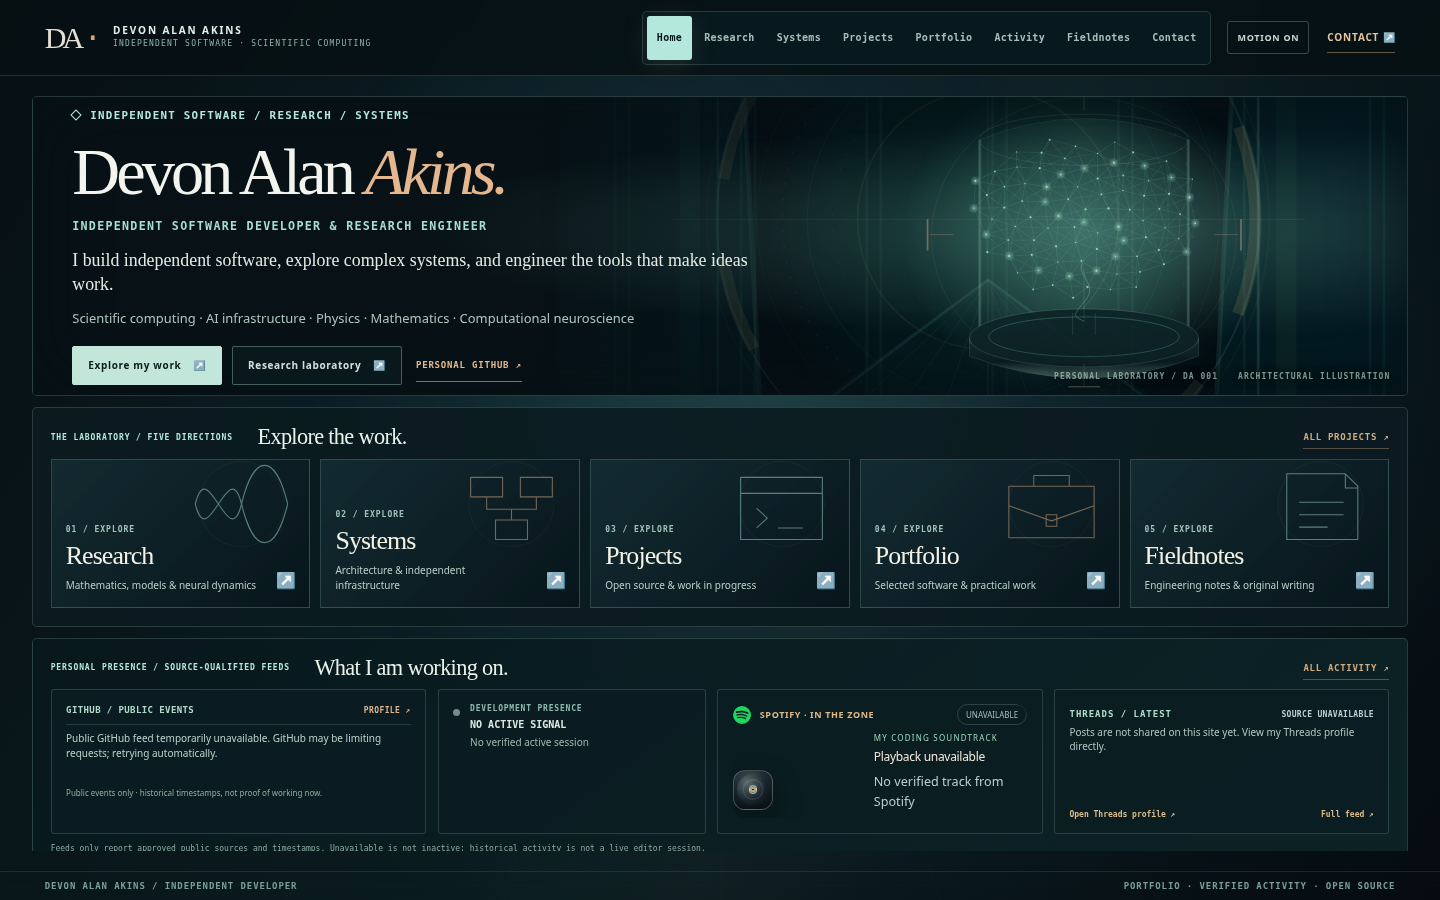 DA · DEVON ALAN AKINS
INDEPENDENT SOFTWARE · SCIENTIFIC COMPUTING
Home Research Systems Projects Portfolio Activity Fieldnotes Contact
MOTION ON
CONTACT ↗
INDEPENDENT SOFTWARE / RESEARCH / SYSTEMS
Devon Alan Akins.
INDEPENDENT SOFTWARE DEVELOPER & RESEARCH ENGINEER
I build independent software, explore complex systems, and engineer the tools that make ideas
work.
Scientific computing · AI infrastructure · Physics · Mathematics · Computational neuroscience
Explore my work ↗
Research laboratory ↗
PERSONAL GITHUB ↗
PERSONAL LABORATORY / DA 001 ARCHITECTURAL ILLUSTRATION
THE LABORATORY / FIVE DIRECTIONS
Explore the work.
ALL PROJECTS ↗
01 / EXPLORE
Research
Mathematics, models & neural dynamics ↗
02 / EXPLORE
Systems
Architecture & independent
infrastructure ↗
03 / EXPLORE
Projects
Open source & work in progress ↗
04 / EXPLORE
Portfolio
Selected software & practical work ↗
05 / EXPLORE
Fieldnotes
Engineering notes & original writing ↗
PERSONAL PRESENCE / SOURCE-QUALIFIED FEEDS
What I am working on.
ALL ACTIVITY ↗
GITHUB / PUBLIC EVENTS
PROFILE ↗
Public GitHub feed temporarily unavailable. GitHub may be limiting
requests; retrying automatically.
Public events only · historical timestamps, not proof of working now.
DEVELOPMENT PRESENCE
NO ACTIVE SIGNAL
No verified active session
SPOTIFY · IN THE ZONE
UNAVAILABLE
MY CODING SOUNDTRACK
Playback unavailable
No verified track from
Spotify
THREADS / LATEST
SOURCE UNAVAILABLE
Posts are not shared on this site yet. View my Threads profile
directly.
Open Threads profile ↗
Full feed ↗
Feeds only report approved public sources and timestamps. Unavailable is not inactive; historical activity is not a live editor session.
DEVON ALAN AKINS / INDEPENDENT DEVELOPER
PORTFOLIO · VERIFIED ACTIVITY · OPEN SOURCE